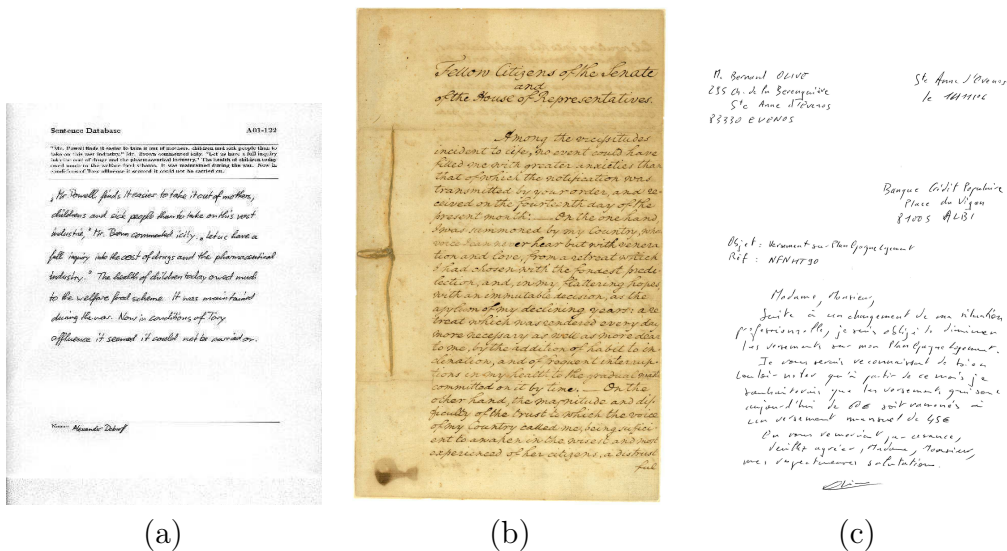 Sentence Database A01-122
"Mr. Powell finds it easier to take it out of mothers, children and sick people than to
take on this vast industry," Mr. Brown commented icily. "Let us have a full inquiry
into the cost of drugs and the pharmaceutical industry." The health of children today
owed much to the welfare food scheme. It was maintained during the war. Now in
conditions of Tory affluence it seemed it could not be carried on.
"Mr Powell finds it easier to take it out of mothers,
childrens and sick people than to take on this vast
industrie," Mr. Brown commented icily. "Let us have a
full inquiry into the cost of drugs and the pharmaceutical
industry." The health of children today owed much
to the welfare food scheme. It was maintained
during the war. Now in conditions of Tory
affluence it seemed it could not be carried on.
Name:
(a)
Fellow Citizens of the Senate
and
of the House of Representatives.
Among the vicissitudes
incident to life, no event could have
filled me with greater anxieties than
that of which the notification was
transmitted by your order, and re-
ceived on the fourteenth day of the
present month. On the one hand
I was summoned by my Country, whose
voice I can never hear but with venera-
tion and love, from a retreat which
I had chosen with the fondest predi-
lection, and, in my flattering hopes,
with an immutable decision, as the
asylum of my declining years: a re-
treat which was rendered every day
more necessary as well as more dear
to me, by the addition of habit to in-
clination, and of frequent interrup-
tions in my health to the gradual waste
committed on it by time. On the
other hand, the magnitude and dif-
ficulty of the trust to which the voice
of my Country called me, being suffici-
ent to awaken in the wisest and most
experienced of her citizens, a distrust-
ful
(b)
M. Bernard OLIVE
235 Ch. de la Berenguière
Ste Anne d'Evenos
83330 EVENOS
Ste Anne d'Evenos
le
Banque Crédit Populaire
Place du Vigan
81005 ALBI
Objet : Versement sur Plan Epargne Logement
Réf : NFNHT90
Madame, Monsieur,
Suite à un changement de ma situation
professionnelle, je suis obligé de diminuer
les versements sur mon Plan Epargne Logement.
Je vous serais reconnaissant de bien
vouloir noter qu'à partir de ce mois je
souhaiterais que les versements qui sont
aujourd'hui de soit ramenés à
un versement mensuel de 45€
En vous remerciant par avance,
veuillez agréer, Madame, Monsieur,
mes respectueuses salutations.
(c)